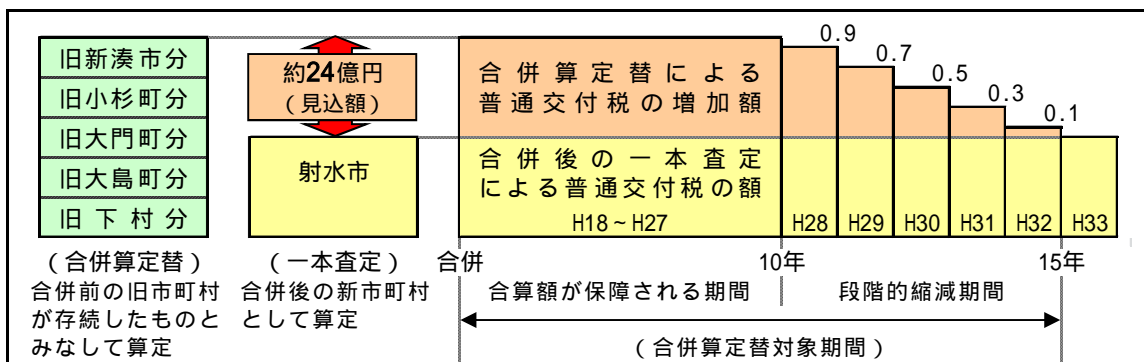 旧新湊市分
旧小杉町分
旧大門町分
旧大島町分
旧下村分
(合併算定替)
合併前の旧市町村
が存続したものと
みなして算定
約24億円
(見込額)
射水市
(一本査定)
合併後の新市町村
として算定
合併算定替による
普通交付税の増加額
合併後の一本査定
による普通交付税の額
H18~H27
0.9
0.7
0.5
0.3
0.1
H28
H29
H30
H31
H32
H33
合併
10年
15年
合算額が保障される期間
段階的縮減期間
(合併算定替対象期間)